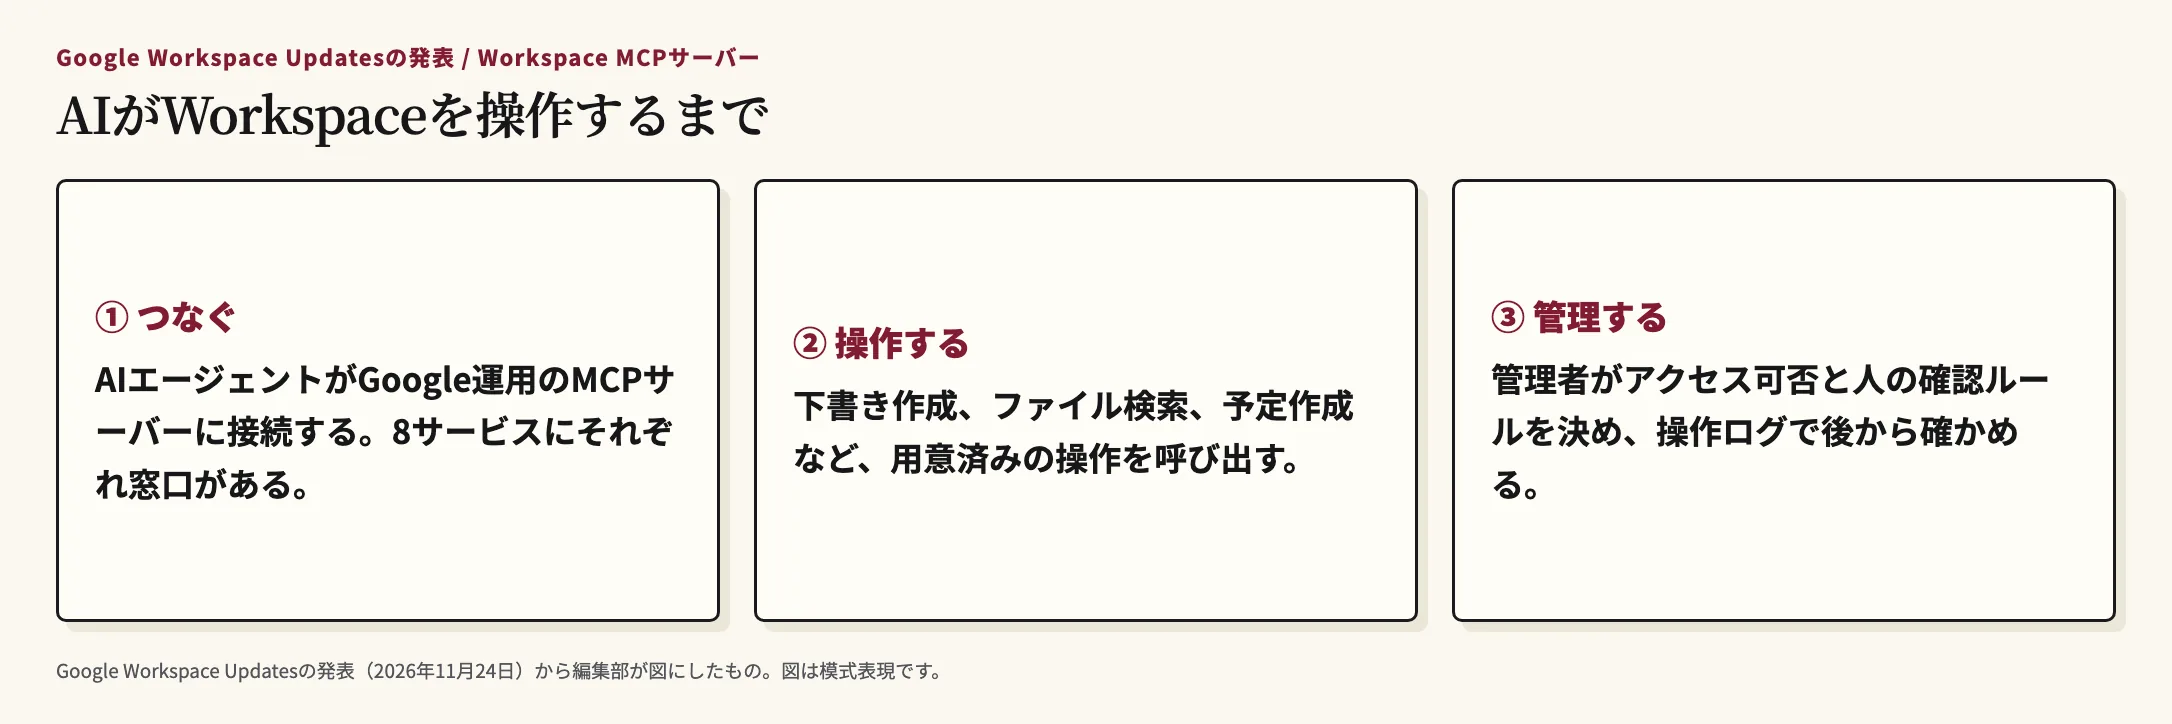 Google Workspace Updatesの発表 / Workspace MCPサーバー
AIがWorkspaceを操作するまで
① つなぐ
AIエージェントがGoogle運用のMCPサ
ーバーに接続する。8サービスにそれぞ
れ窓口がある。
② 操作する
下書き作成、ファイル検索、予定作成
など、用意済みの操作を呼び出す。
③ 管理する
管理者がアクセス可否と人の確認ルー
ルを決め、操作ログで後から確かめ
る。
Google Workspace Updatesの発表（2026年11月24日）から編集部が図にしたもの。図は模式表現です。